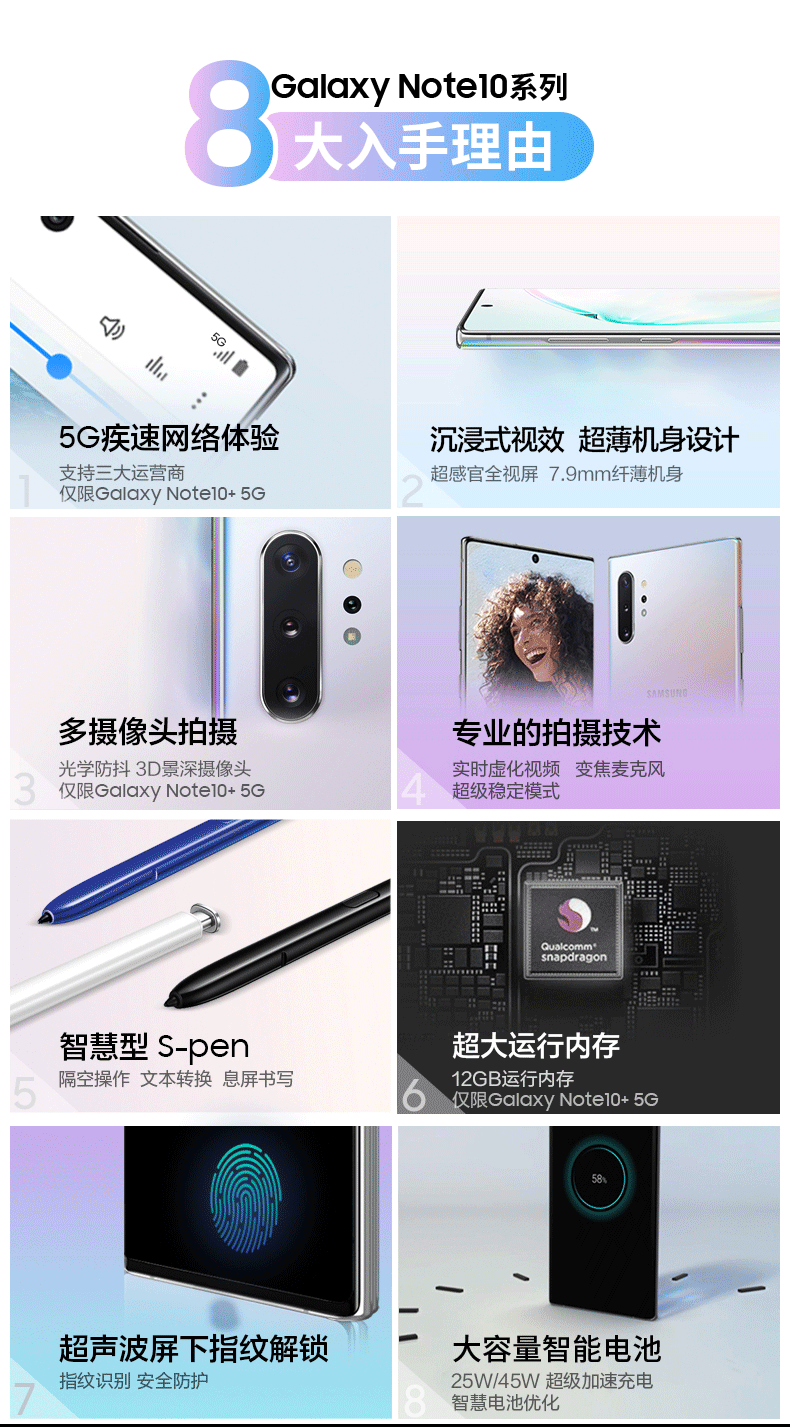 8
Galaxy Note10系列
大入手理由
5G
5G疾速网络体验
支持三大运营商
仅限Galaxy Note10+ 5G
1
沉浸式视效 超薄机身设计
超感官全视屏 7.9mm纤薄机身
2
多摄像头拍摄
光学防抖 3D景深摄像头
仅限Galaxy Note10+ 5G
3
SAMSUNG
专业的拍摄技术
实时虚化视频 变焦麦克风
超级稳定模式
4
智慧型 S-pen
隔空操作 文本转换 息屏书写
5
TM
Qualcomm®
snapdragon
超大运行内存
12GB运行内存
仅限Galaxy Note10+ 5G
6
超声波屏下指纹解锁
指纹识别 安全防护
7
58%
大容量智能电池
25W/45W 超级加速充电
智慧电池优化
8